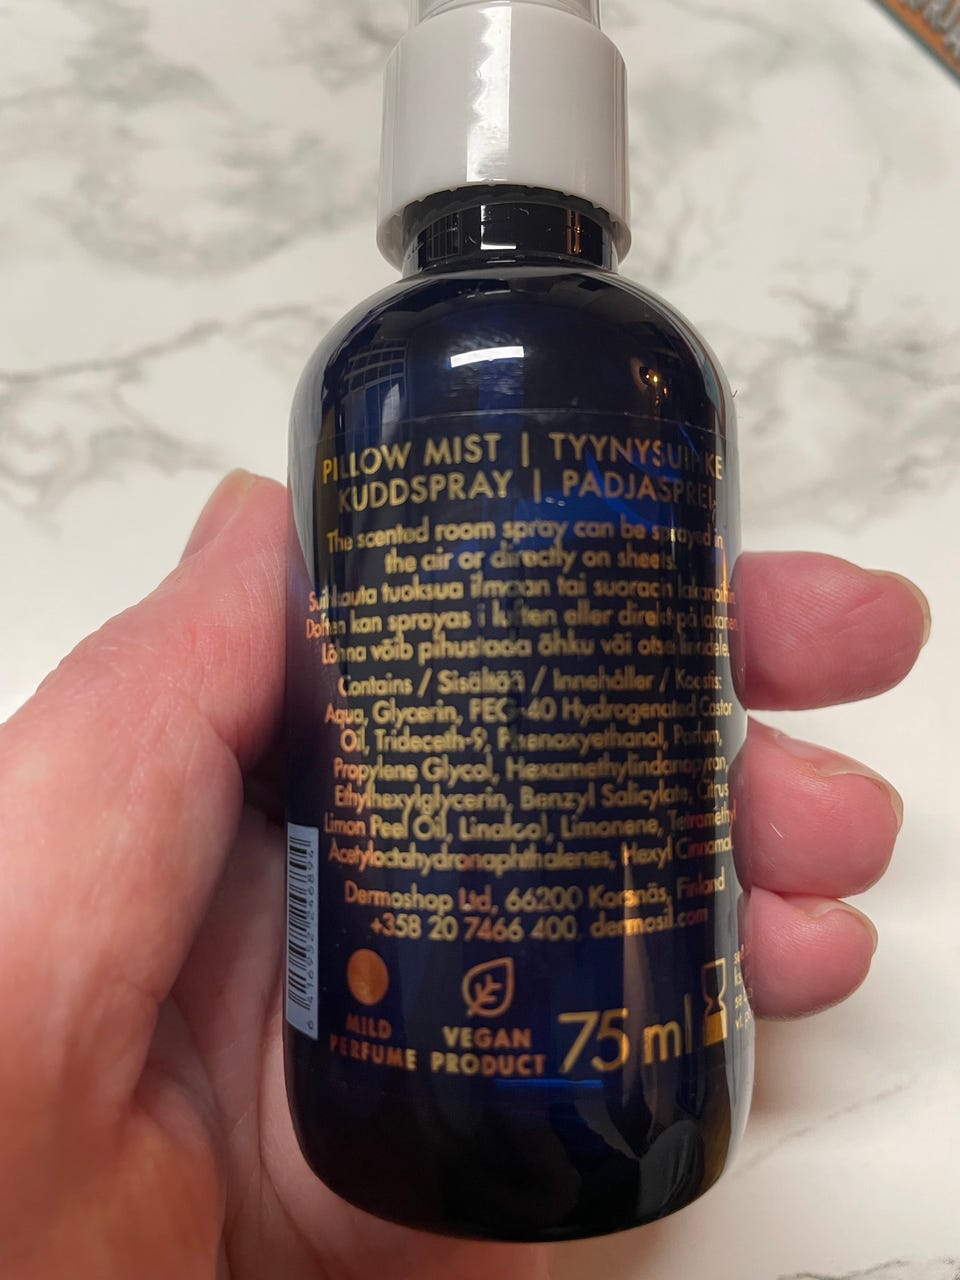 PILLOW MIST | TYYNYSUIHKE
KUDDSPRAY | PADJASPREI
The scented room spray can be sprayed in
the air or directly on sheets.
Suihkauta tuoksua ilmaan tai suoraan lakanoihin.
Doften kan sprayas i luften eller direkt på lakanen.
Lõhna võib pihustada õhku või otse linadele.
Contains / Sisältää / Innehåller / Koostis:
Aqua, Glycerin, PEG-40 Hydrogenated Castor
Oil, Trideceth-9, Phenoxyethanol, Parfum,
Propylene Glycol, Hexamethylindanopyran,
Ethylhexylglycerin, Benzyl Salicylate, Citrus
Limon Peel Oil, Linalool, Limonene, Tetramethyl
Acetyloctahydronaphthalenes, Hexyl Cinnamal.
Dermoshop Ltd, 66200 Korsnäs, Finland
+358 20 7466 400, dermosil.com
MILD
PERFUME
VEGAN
PRODUCT
75 ml
6 416952 246894